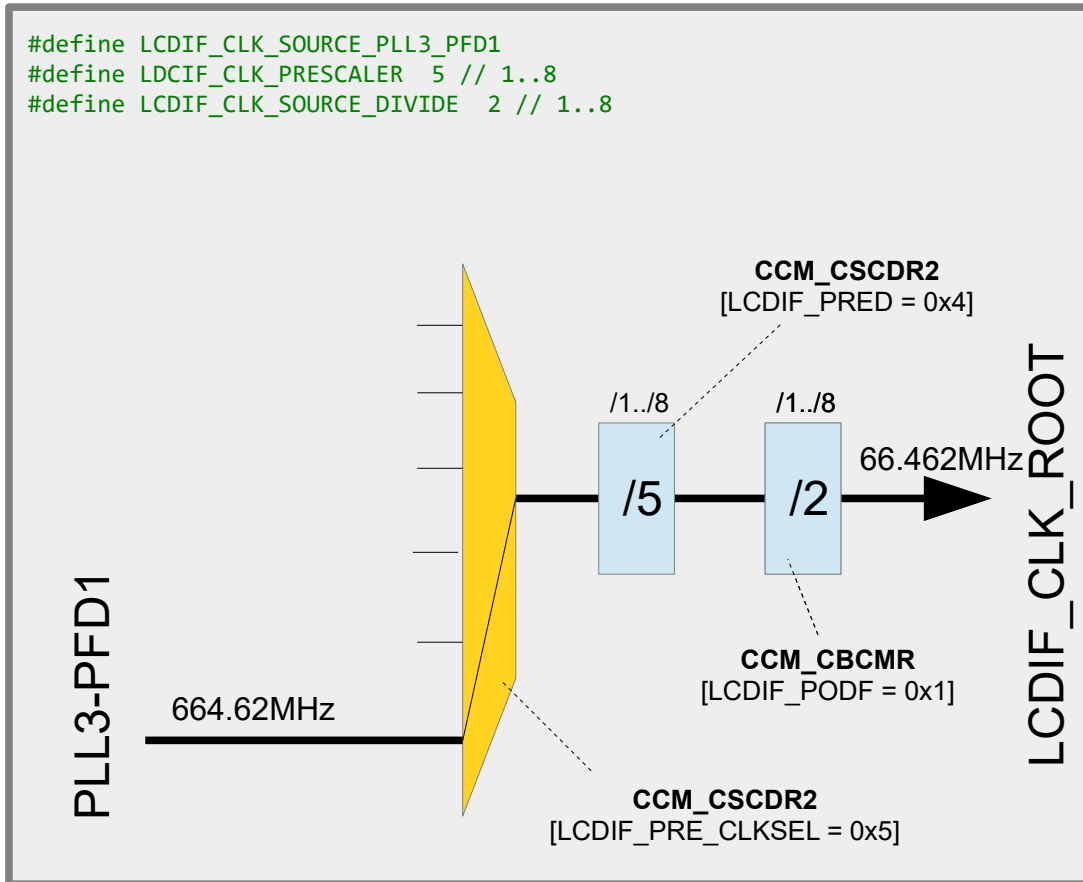 #define LCDIF_CLK_SOURCE_PLL3_PFD1
#define LDCIF_CLK_PRESCALER  5 // 1..8
#define LCDIF_CLK_SOURCE_DIVIDE  2 // 1..8
CCM_CSCDR2
[LCDIF_PRED = 0x4]
/1../8
/1../8
66.462MHz
/5
/2
LCDIF_CLK_ROOT
CCM_CBCMR
[LCDIF_PODF = 0x1]
PLL3-PFD1
664.62MHz
CCM_CSCDR2
[LCDIF_PRE_CLKSEL = 0x5]